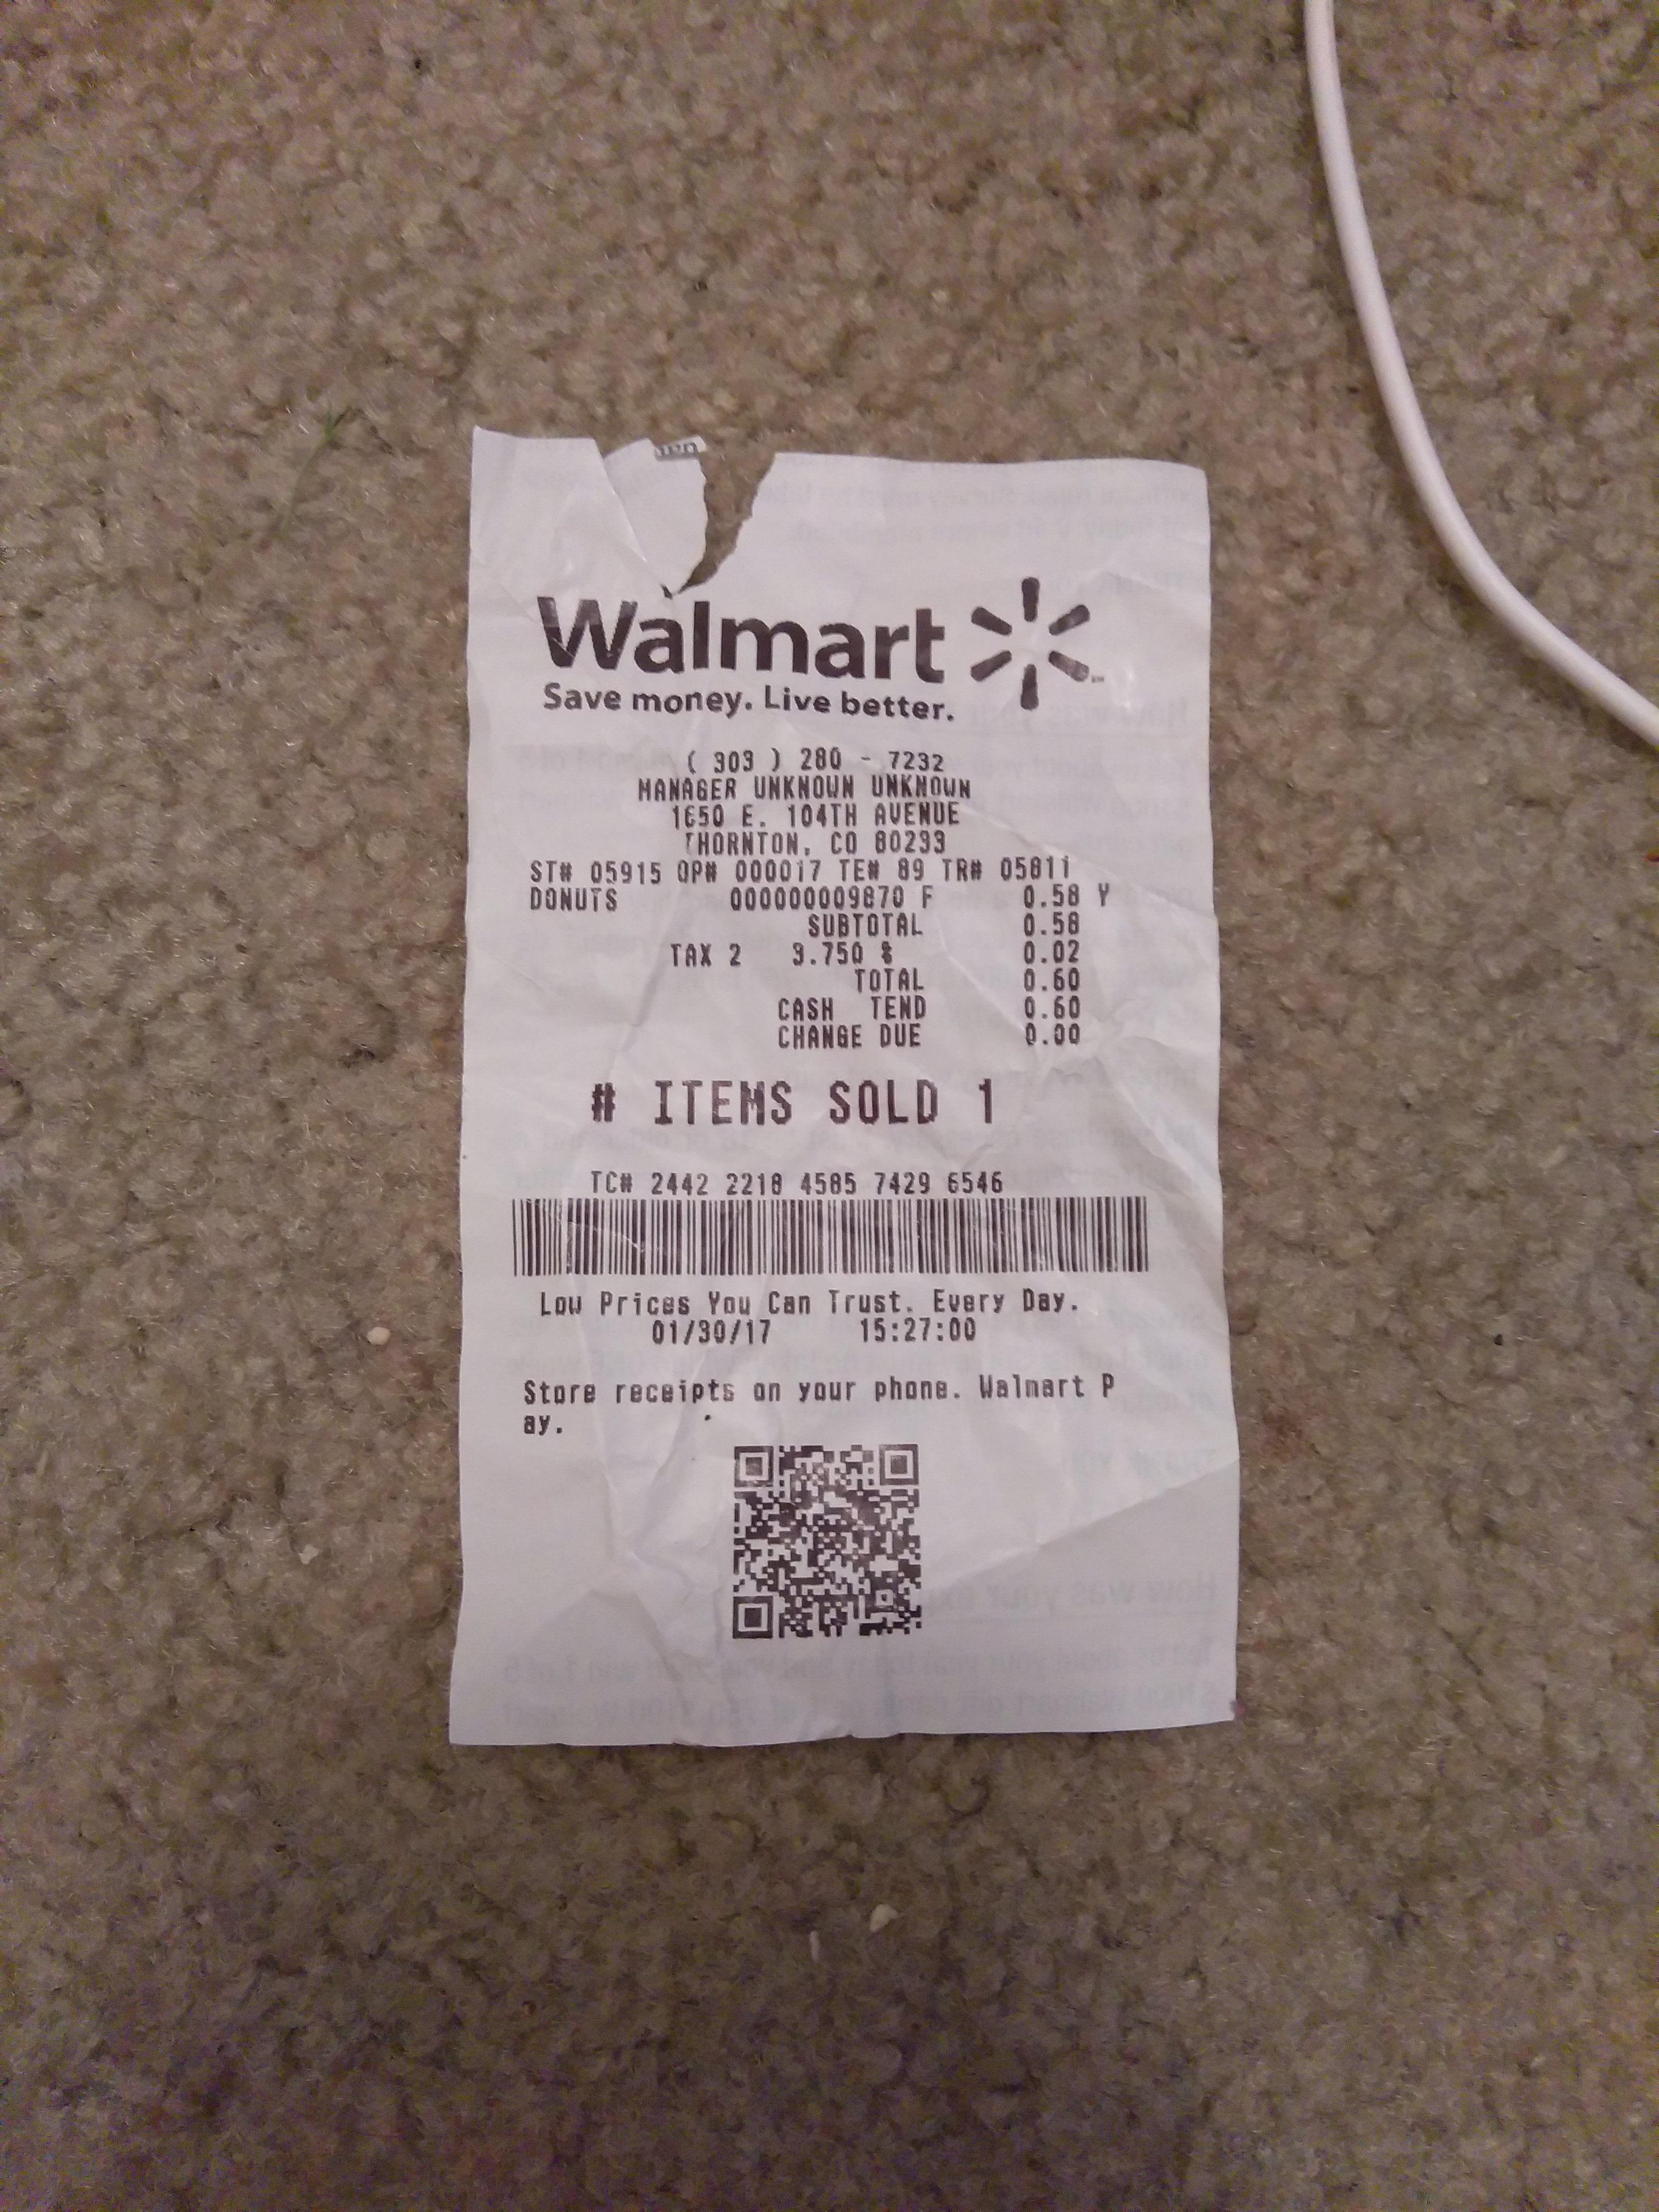 Walmart
Save money. Live better.
( 303 ) 280 - 7232
MANAGER UNKNOWN UNKNOWN
1650 E. 104TH AVENUE
THORNTON, CO 80233
ST# 05915 OP# 000017 TE# 89 TR# 05811
DONUTS 000000009870 F 0.58 Y
SUBTOTAL 0.58
TAX 2 3.750 % 0.02
TOTAL 0.60
CASH TEND 0.60
CHANGE DUE 0.00
# ITEMS SOLD 1
TC# 2442 2218 4585 7429 6546
Low Prices You Can Trust. Every Day.
01/30/17 15:27:00
Store receipts on your phone. Walmart P
ay.